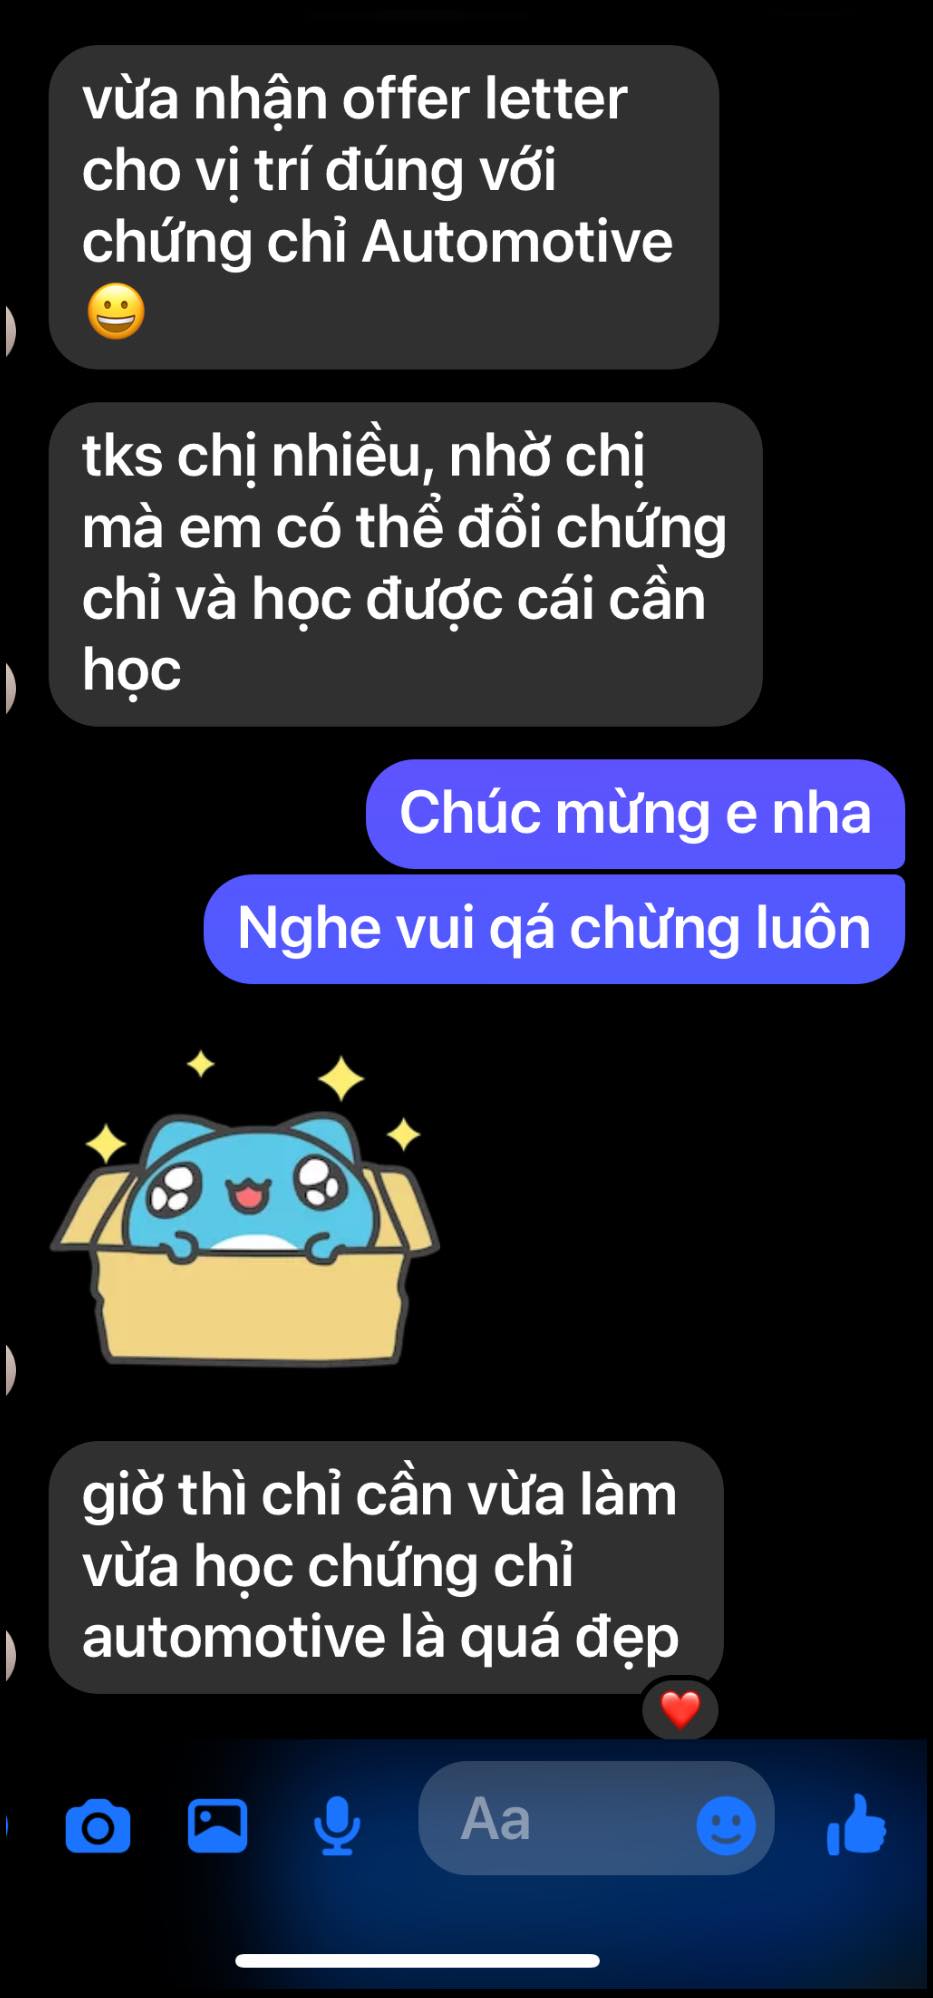 vừa nhận offer letter
cho vị trí đúng với
chứng chỉ Automotive
😀
tks chị nhiều, nhờ chị
mà em có thể đổi chứng
chỉ và học được cái cần
học
Chúc mừng e nha
Nghe vui qá chừng luôn
giờ thì chỉ cần vừa làm
vừa học chứng chỉ
automotive là quá đẹp
Aa